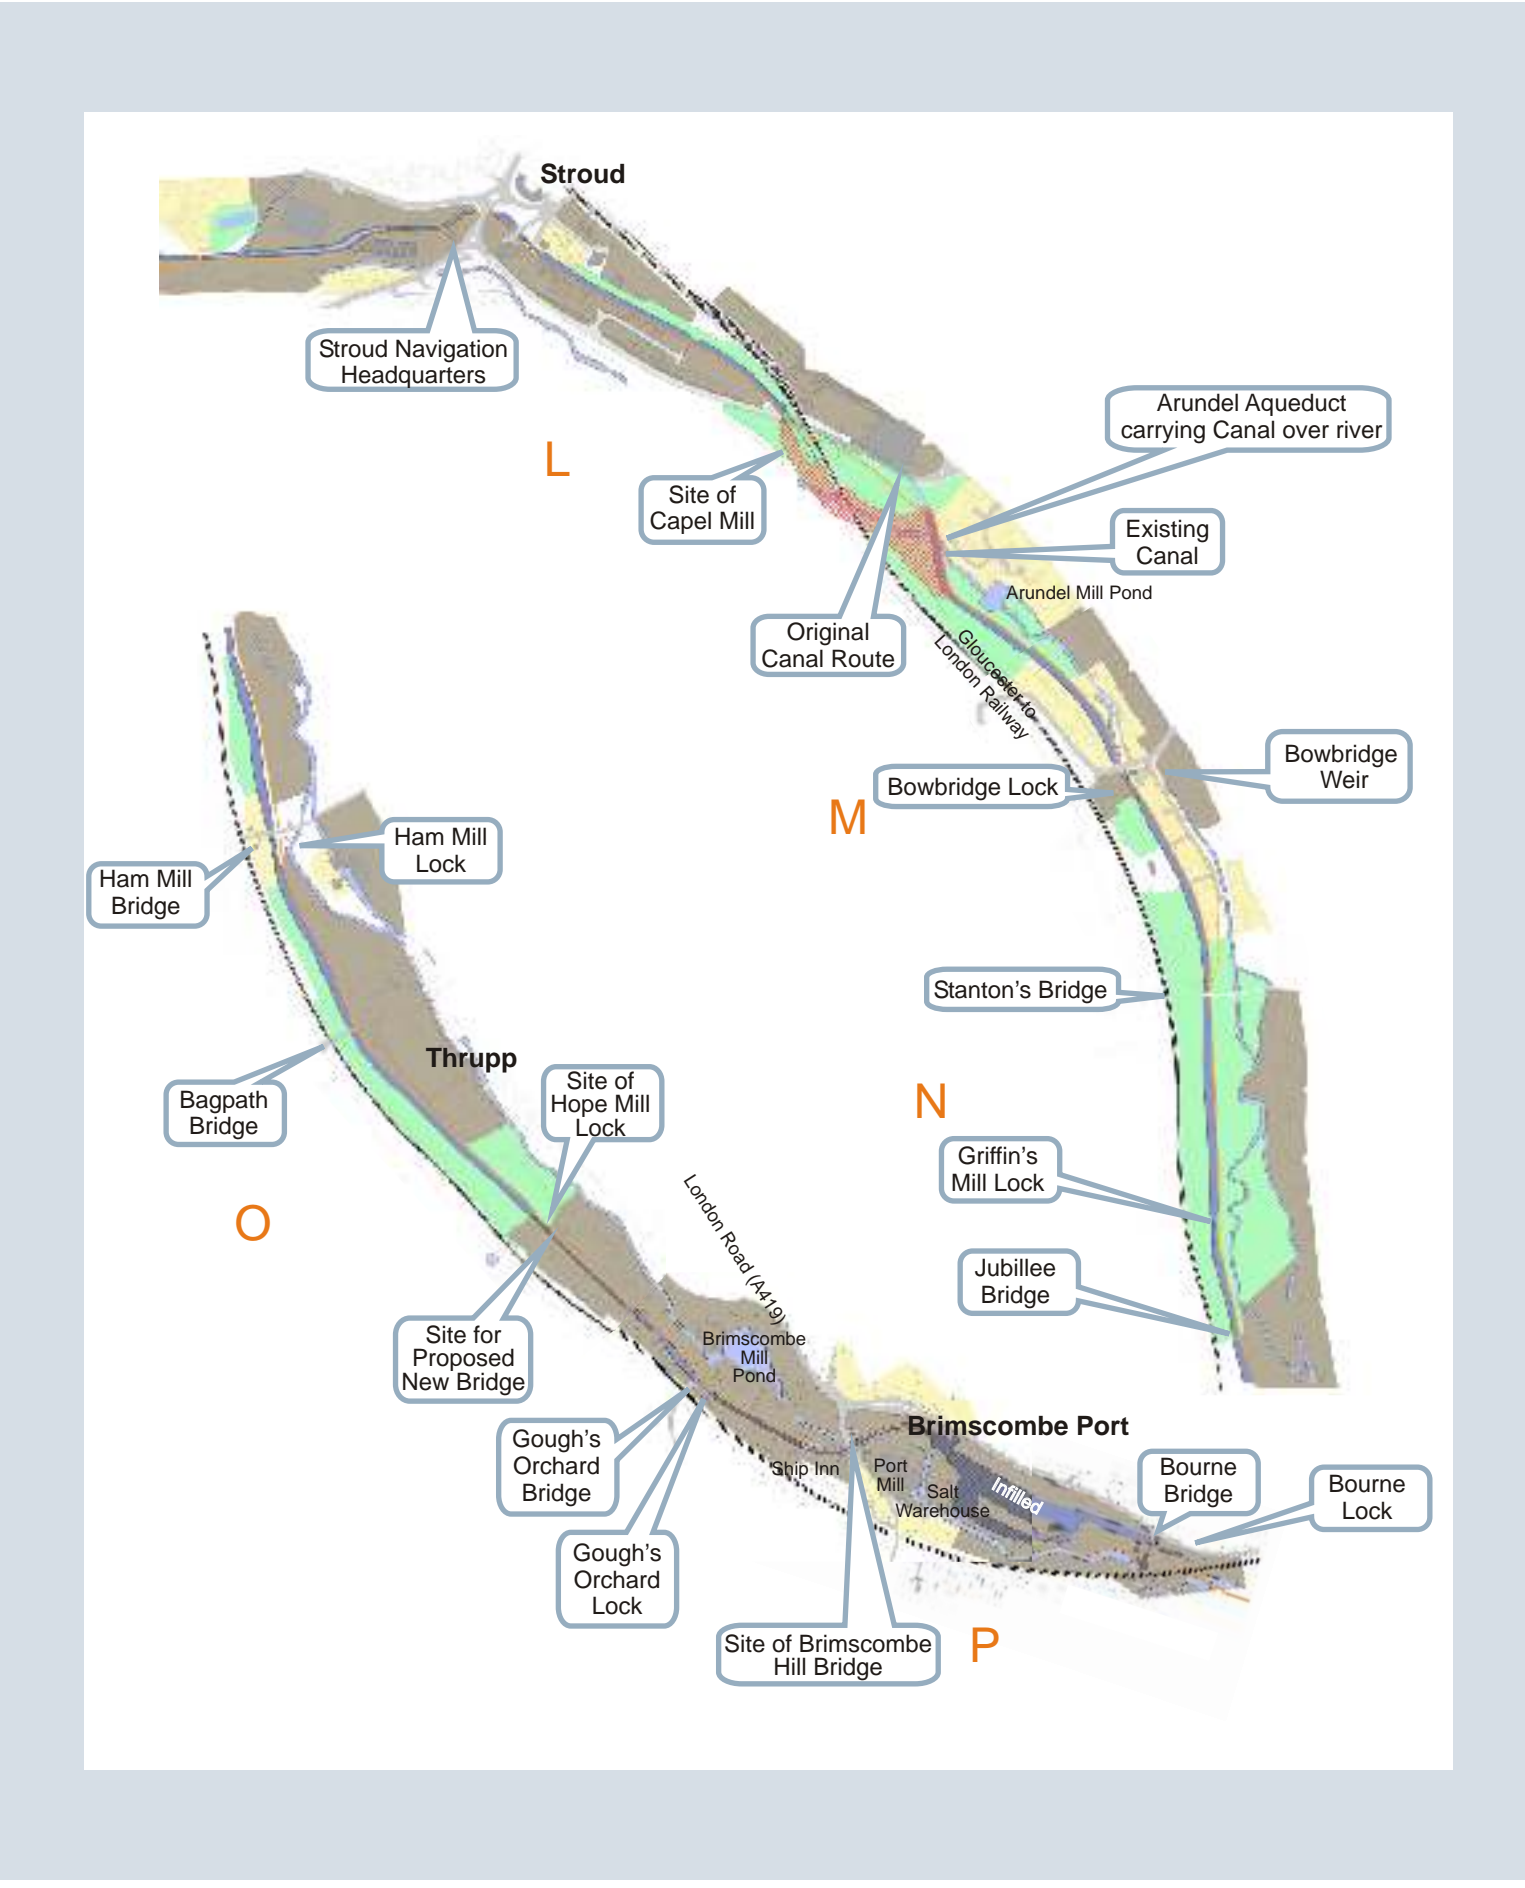 Stroud
Stroud Navigation
Headquarters
L
Arundel Aqueduct
carrying Canal over river
Site of
Capel Mill
Existing
Canal
Arundel Mill Pond
Original
Canal Route
Gloucester to
London Railway
Bowbridge
Weir
Bowbridge Lock
M
Ham Mill
Lock
Ham Mill
Bridge
Stanton’s Bridge
Thrupp
Bagpath
Bridge
Site of
Hope Mill
Lock
N
Griffin’s
Mill Lock
O
London Road (A419)
Jubillee
Bridge
Site for
Proposed
New Bridge
Brimscombe
Mill
Pond
Gough’s
Orchard
Bridge
Brimscombe Port
Ship Inn
Port
Mill
Salt
Warehouse
Infilled
Bourne
Bridge
Bourne
Lock
Gough’s
Orchard
Lock
Site of Brimscombe
Hill Bridge
P